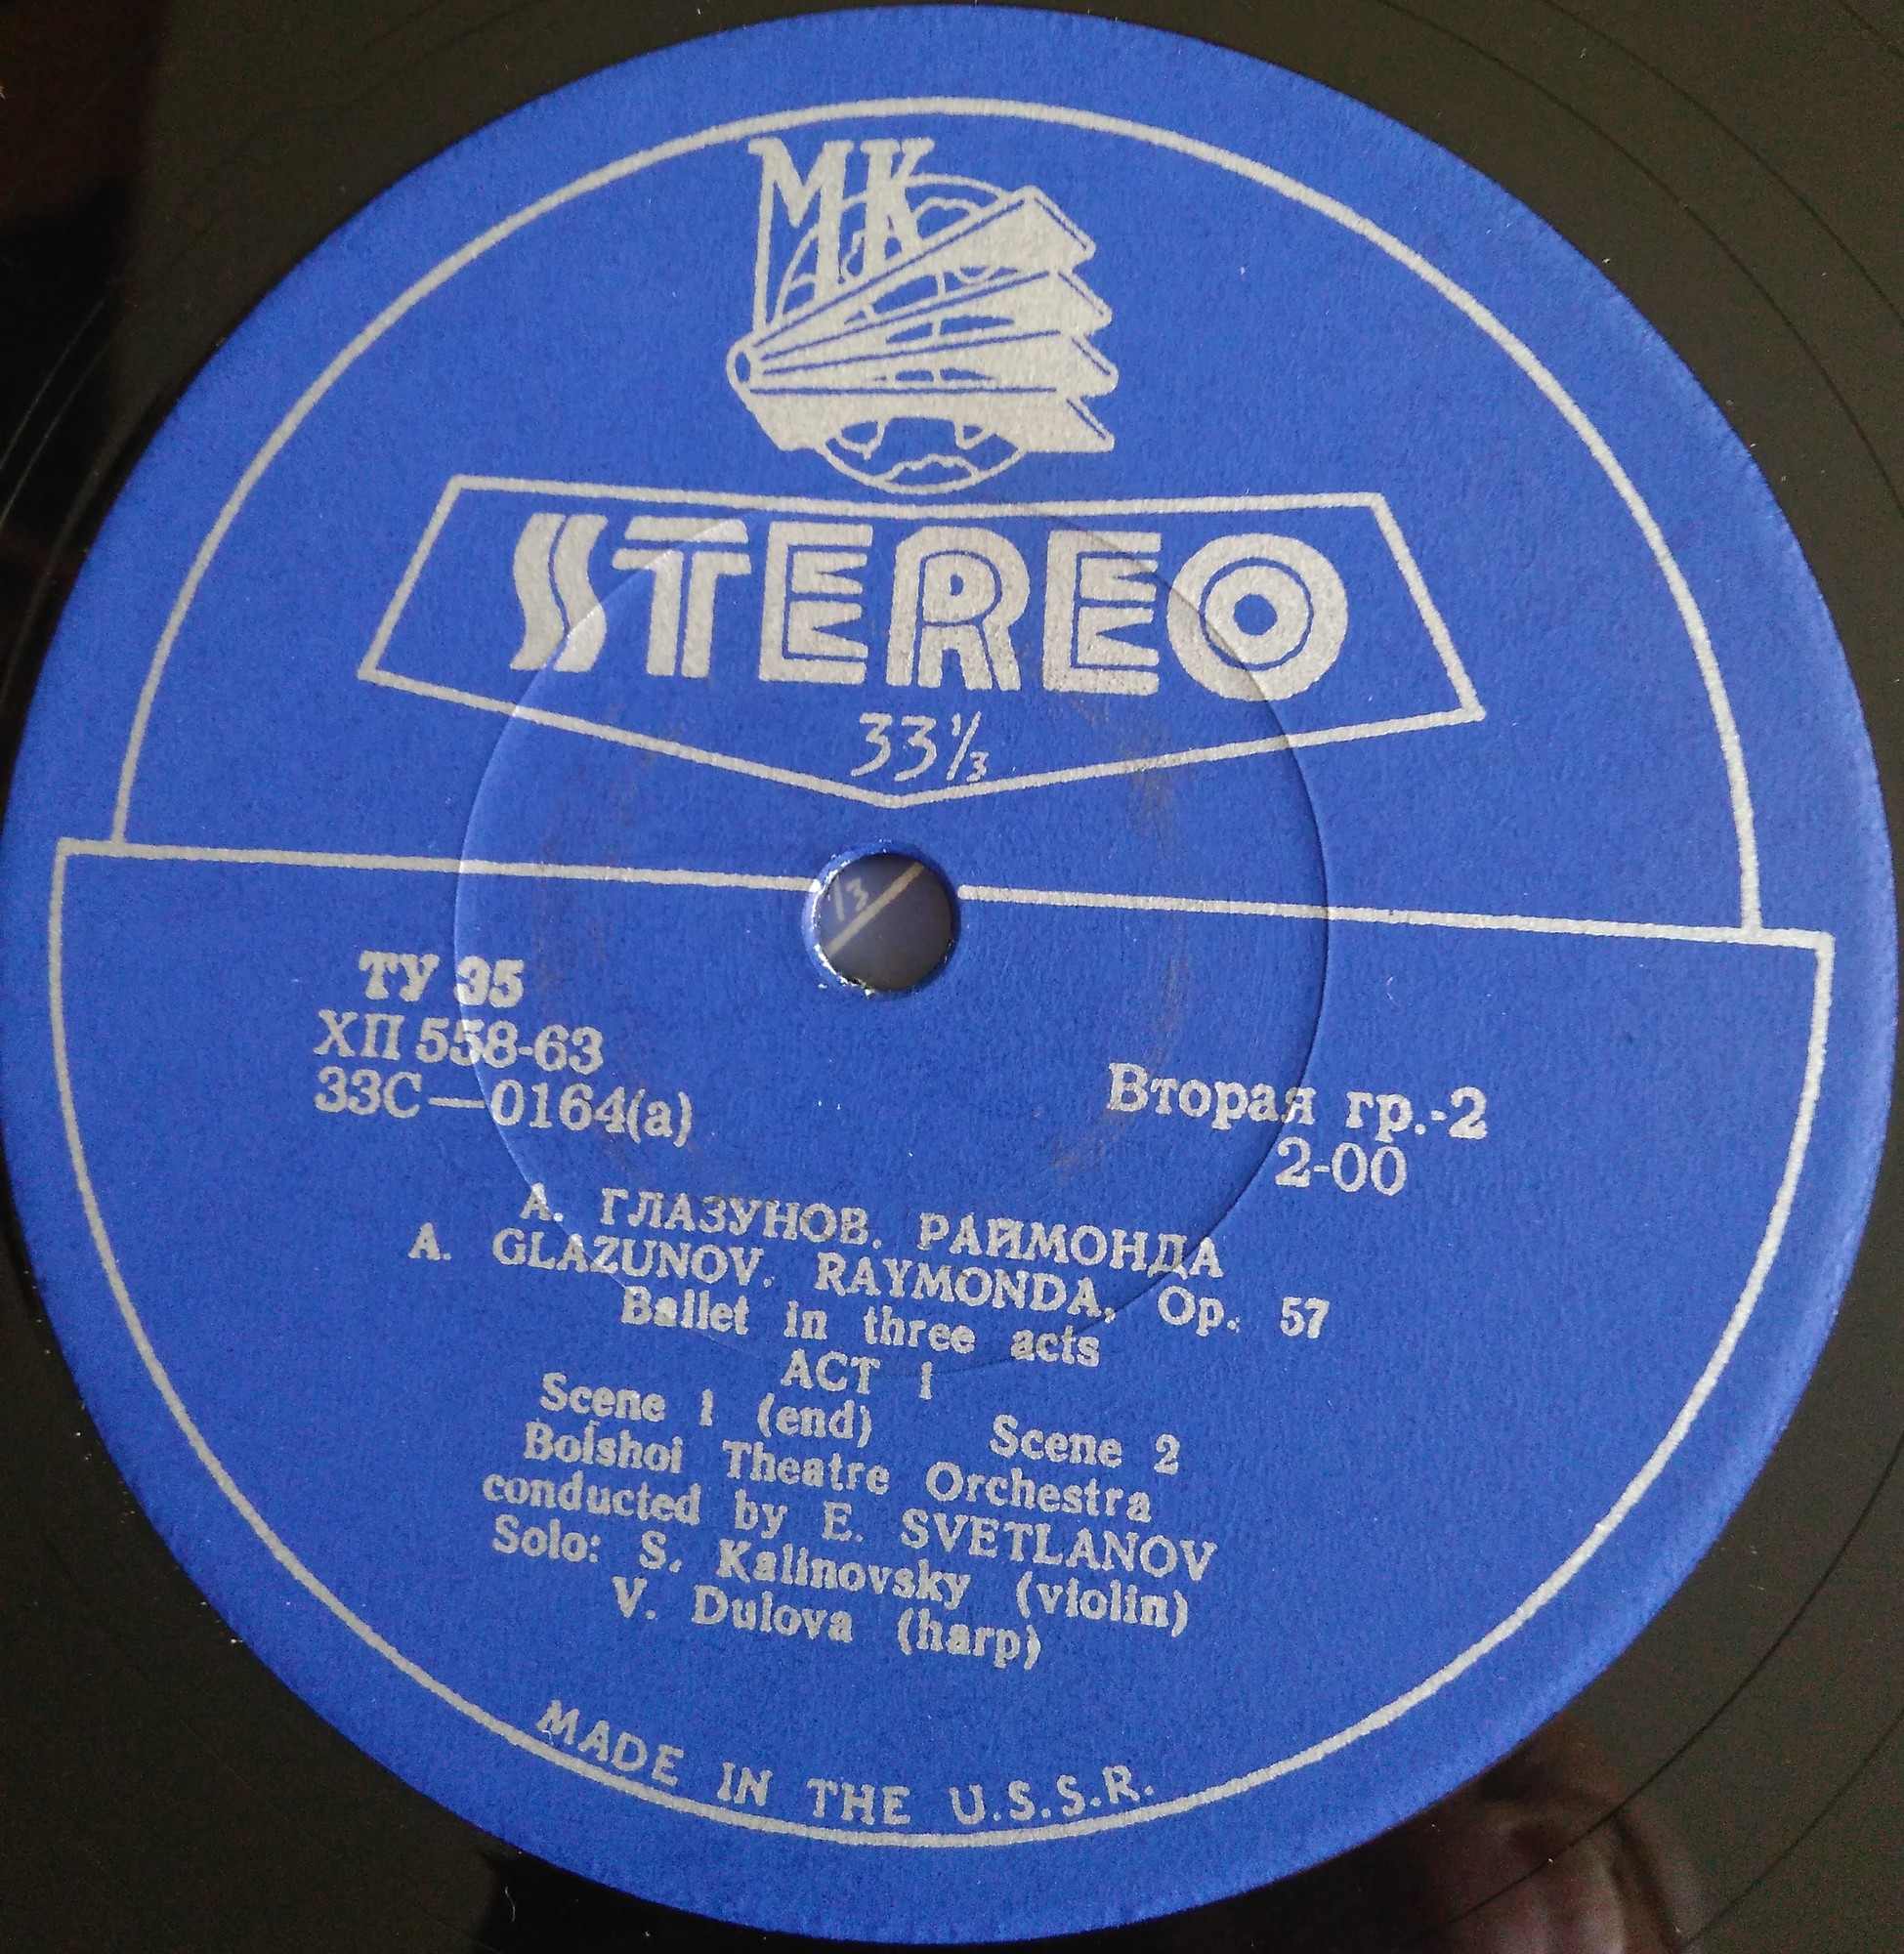 МК
STEREO
33⅓
ТУ 35
ХП 558-63
33С—0164(а)
Вторая гр.-2
2-00
А. ГЛАЗУНОВ. РАЙМОНДА
A. GLAZUNOV. RAYMONDA, Op. 57
Ballet in three acts
ACT 1
Scene 1 (end) Scene 2
Bolshoi Theatre Orchestra
conducted by E. SVETLANOV
Solo: S. Kalinovsky (violin)
V. Dulova (harp)
MADE IN THE U.S.S.R.